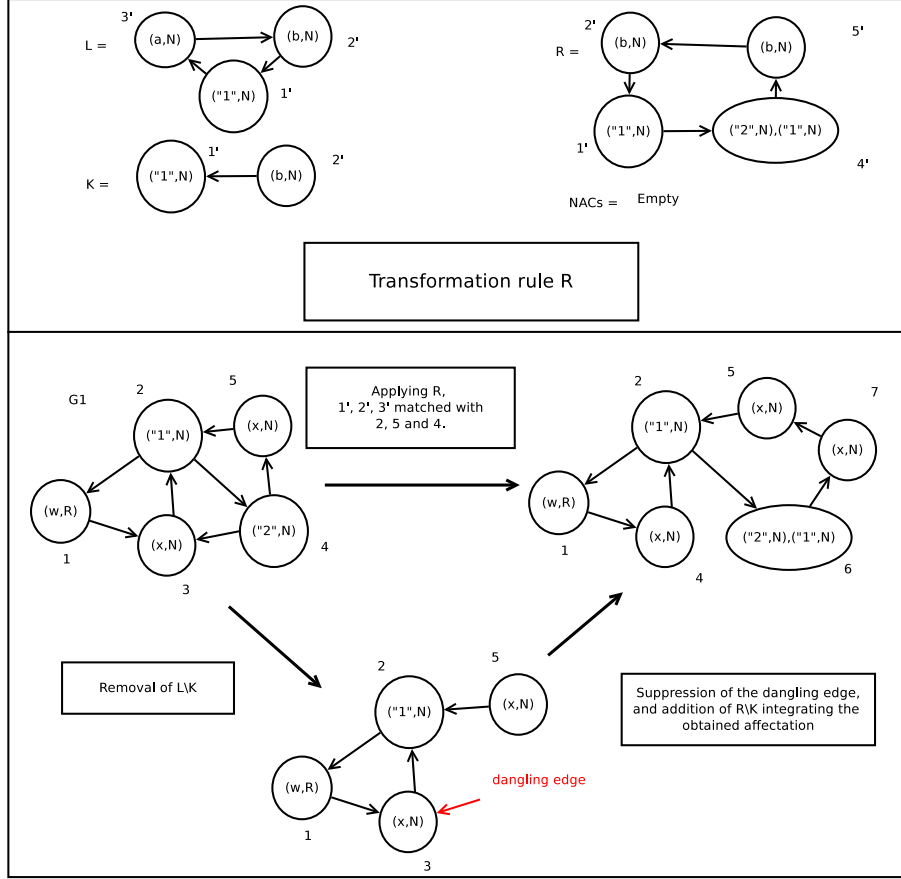 3'
L =
(a,N)
(b,N)
2'
("1",N)
1'
K =
("1",N)
1'
(b,N)
2'
2'
R =
(b,N)
(b,N)
5'
("1",N)
1'
("2",N),("1",N)
4'
NACs = Empty
Transformation rule R
G1
2
5
("1",N)
(x,N)
(w,R)
1
(x,N)
3
("2",N)
4
Applying R,
1', 2', 3' matched with
2, 5 and 4.
2
5
7
("1",N)
(x,N)
(x,N)
(w,R)
1
(x,N)
4
("2",N),("1",N)
6
Removal of L\K
2
5
("1",N)
(x,N)
(w,R)
1
(x,N)
3
dangling edge
Suppression of the dangling edge,
and addition of R\K integrating the
obtained affectation